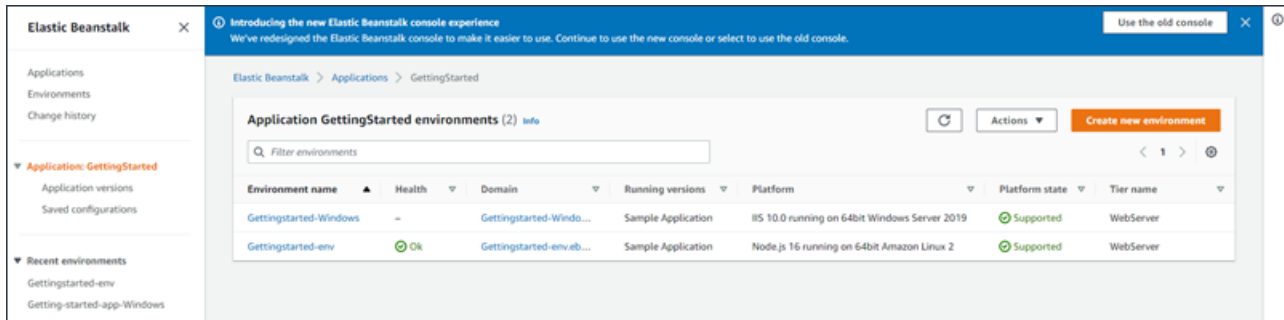 Elastic Beanstalk
Applications
Environments
Change history
Application: GettingStarted
Application versions
Saved configurations
Recent environments
Gettingstarted-env
Getting-started-app-Windows
Introducing the new Elastic Beanstalk console experience
We've redesigned the Elastic Beanstalk console to make it easier to use. Continue to use the new console or select to use the old console.
Use the old console
Elastic Beanstalk > Applications > GettingStarted
Application GettingStarted environments (2) Info
Actions
Create new environment
Filter environments
< 1 >
Environment name Health Domain Running versions Platform Platform state Tier name
Gettingstarted-Windows - Gettingstarted-Windo... Sample Application IIS 10.0 running on 64bit Windows Server 2019 Supported WebServer
Gettingstarted-env Ok Gettingstarted-env.eb... Sample Application Node.js 16 running on 64bit Amazon Linux 2 Supported WebServer